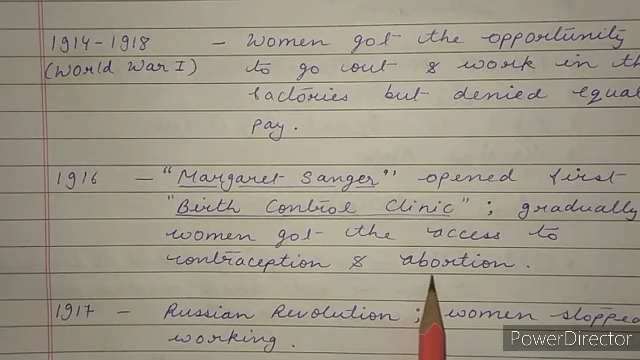 1914-1918 - Women got the opportunity
(World War I) to go out & work in th
factories but denied equal
pay.
1916 - "Margaret Sanger" opened first
"Birth Control Clinic"; gradually
women got the access to
contraception & abortion.
1917 - Russian Revolution; women stopped
working.
PowerDirector